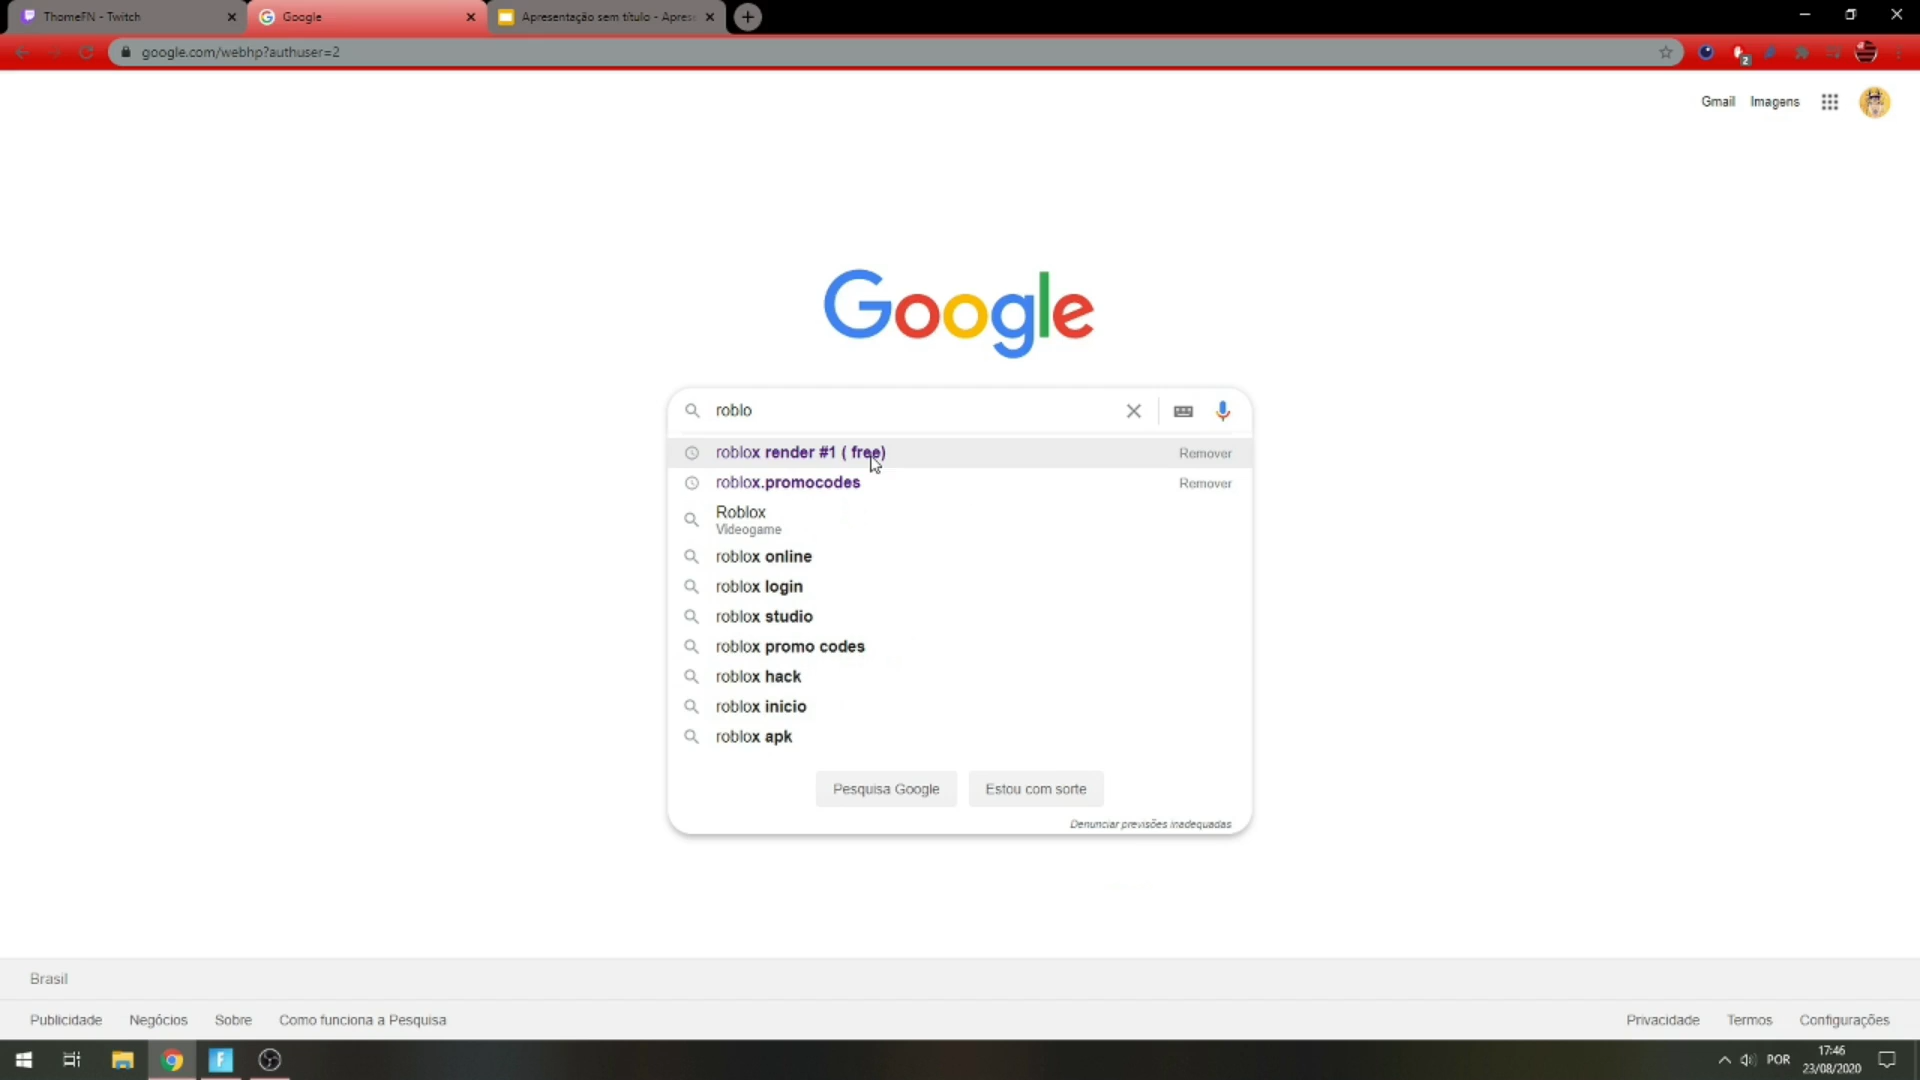 ThomeFN - Twitch
Google
Apresentação sem título - Apres
google.com/webhp?authuser=2
2
Gmail
Imagens
Google
roblo
roblox render #1 ( free)
Remover
roblox.promocodes
Remover
Roblox
Videogame
roblox online
roblox login
roblox studio
roblox promo codes
roblox hack
roblox inicio
roblox apk
Pesquisa Google
Estou com sorte
Denunciar previsões inadequadas
Brasil
Publicidade
Negócios
Sobre
Como funciona a Pesquisa
Privacidade
Termos
Configurações
F
POR
17:46
23/08/2020